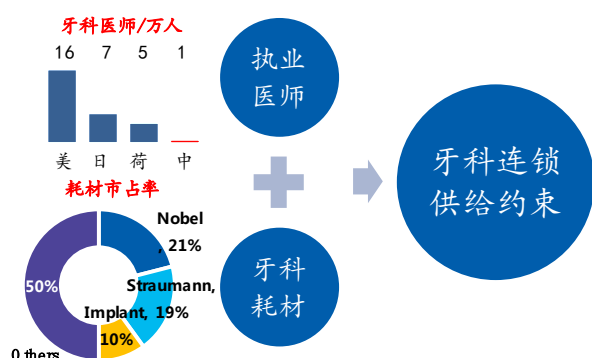 牙科医师/万人
16 7 5 1
美 日 荷 中
执业
医师
耗材市占率
Nobel
, 21%
Straumann,
19%
Implant,
10%
50%
Others
牙科
耗材
牙科连锁
供给约束